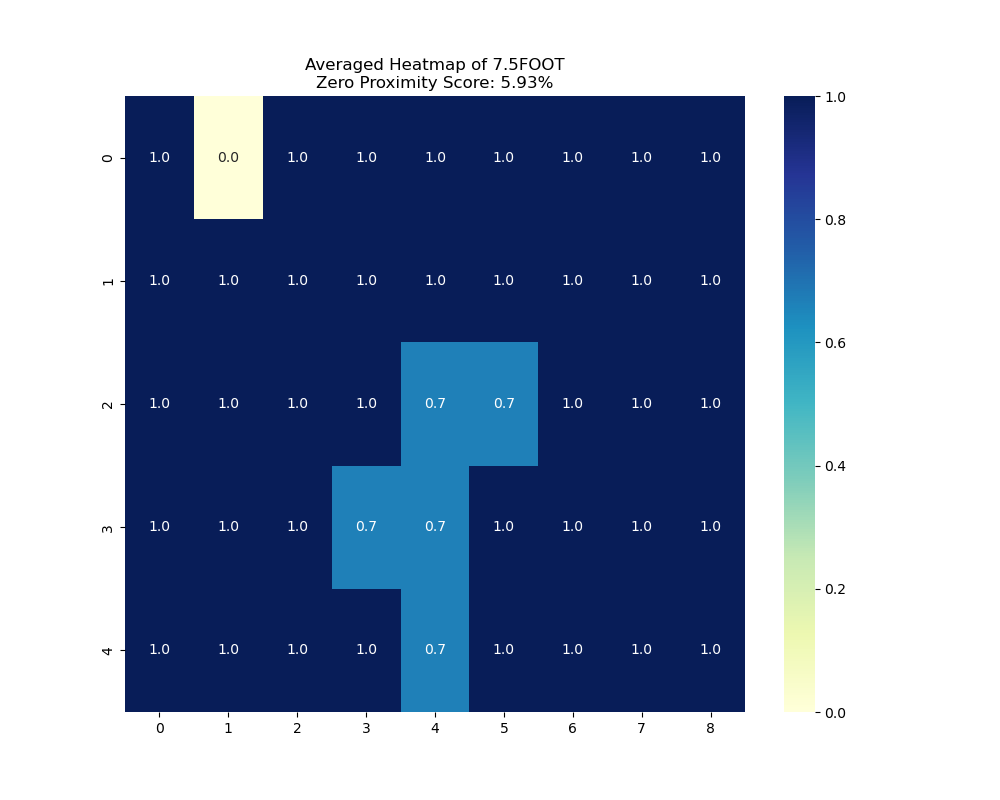 Averaged Heatmap of 7.5FOOT
Zero Proximity Score: 5.93%
0 1.0 0.0 1.0 1.0 1.0 1.0 1.0 1.0 1.0
1 1.0 1.0 1.0 1.0 1.0 1.0 1.0 1.0 1.0
2 1.0 1.0 1.0 1.0 0.7 0.7 1.0 1.0 1.0
3 1.0 1.0 1.0 0.7 0.7 1.0 1.0 1.0 1.0
4 1.0 1.0 1.0 1.0 0.7 1.0 1.0 1.0 1.0
0 1 2 3 4 5 6 7 8
1.0
0.8
0.6
0.4
0.2
0.0